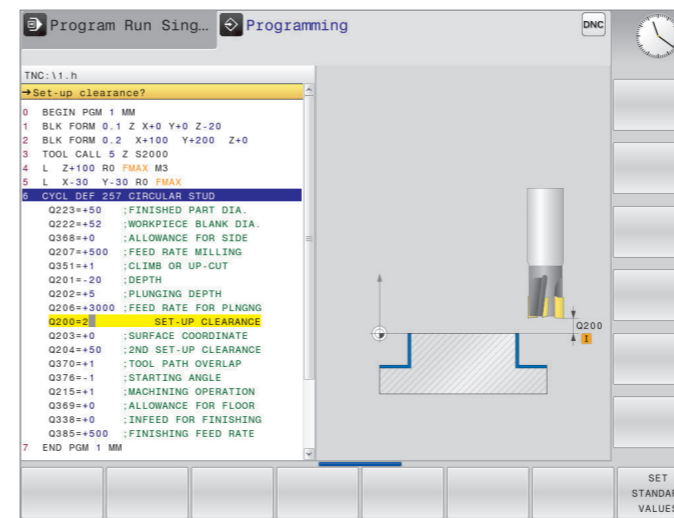 Program Run Sing… Programming DNC
TNC:\1.h
→Set-up clearance?
0 BEGIN PGM 1 MM
1 BLK FORM 0.1 Z X+0 Y+0 Z-20
2 BLK FORM 0.2 X+100 Y+200 Z+0
3 TOOL CALL 5 Z S2000
4 L Z+100 R0 FMAX M3
5 L X-30 Y-30 R0 FMAX
6 CYCL DEF 257 CIRCULAR STUD
Q223=+50 ;FINISHED PART DIA.
Q222=+52 ;WORKPIECE BLANK DIA.
Q368=+0 ;ALLOWANCE FOR SIDE
Q207=+500 ;FEED RATE MILLING
Q351=+1 ;CLIMB OR UP-CUT
Q201=-20 ;DEPTH
Q202=+5 ;PLUNGING DEPTH
Q206=+3000 ;FEED RATE FOR PLNGNG
Q200=2 SET-UP CLEARANCE
Q203=+0 ;SURFACE COORDINATE
Q204=+50 ;2ND SET-UP CLEARANCE
Q370=+1 ;TOOL PATH OVERLAP
Q376=-1 ;STARTING ANGLE
Q215=+1 ;MACHINING OPERATION
Q369=+0 ;ALLOWANCE FOR FLOOR
Q338=+0 ;INFEED FOR FINISHING
Q385=+500 ;FINISHING FEED RATE
7 END PGM 1 MM
Q200
I
SET
STANDAR
VALUES